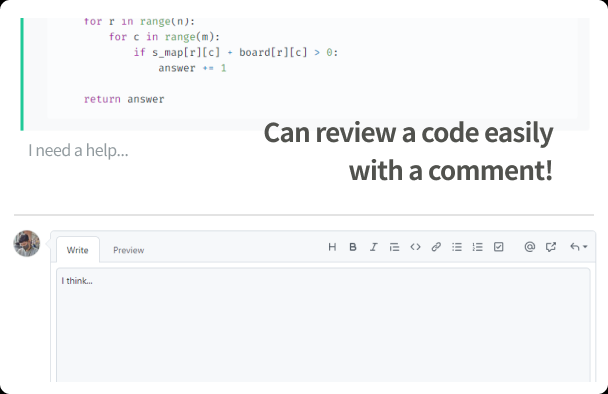 for r in range(n):
for c in range(m):
if s_map[r][c] + board[r][c] > 0:
answer += 1
return answer
Can review a code easily
with a comment!
I need a help...
Write Preview H B I <> @
I think...